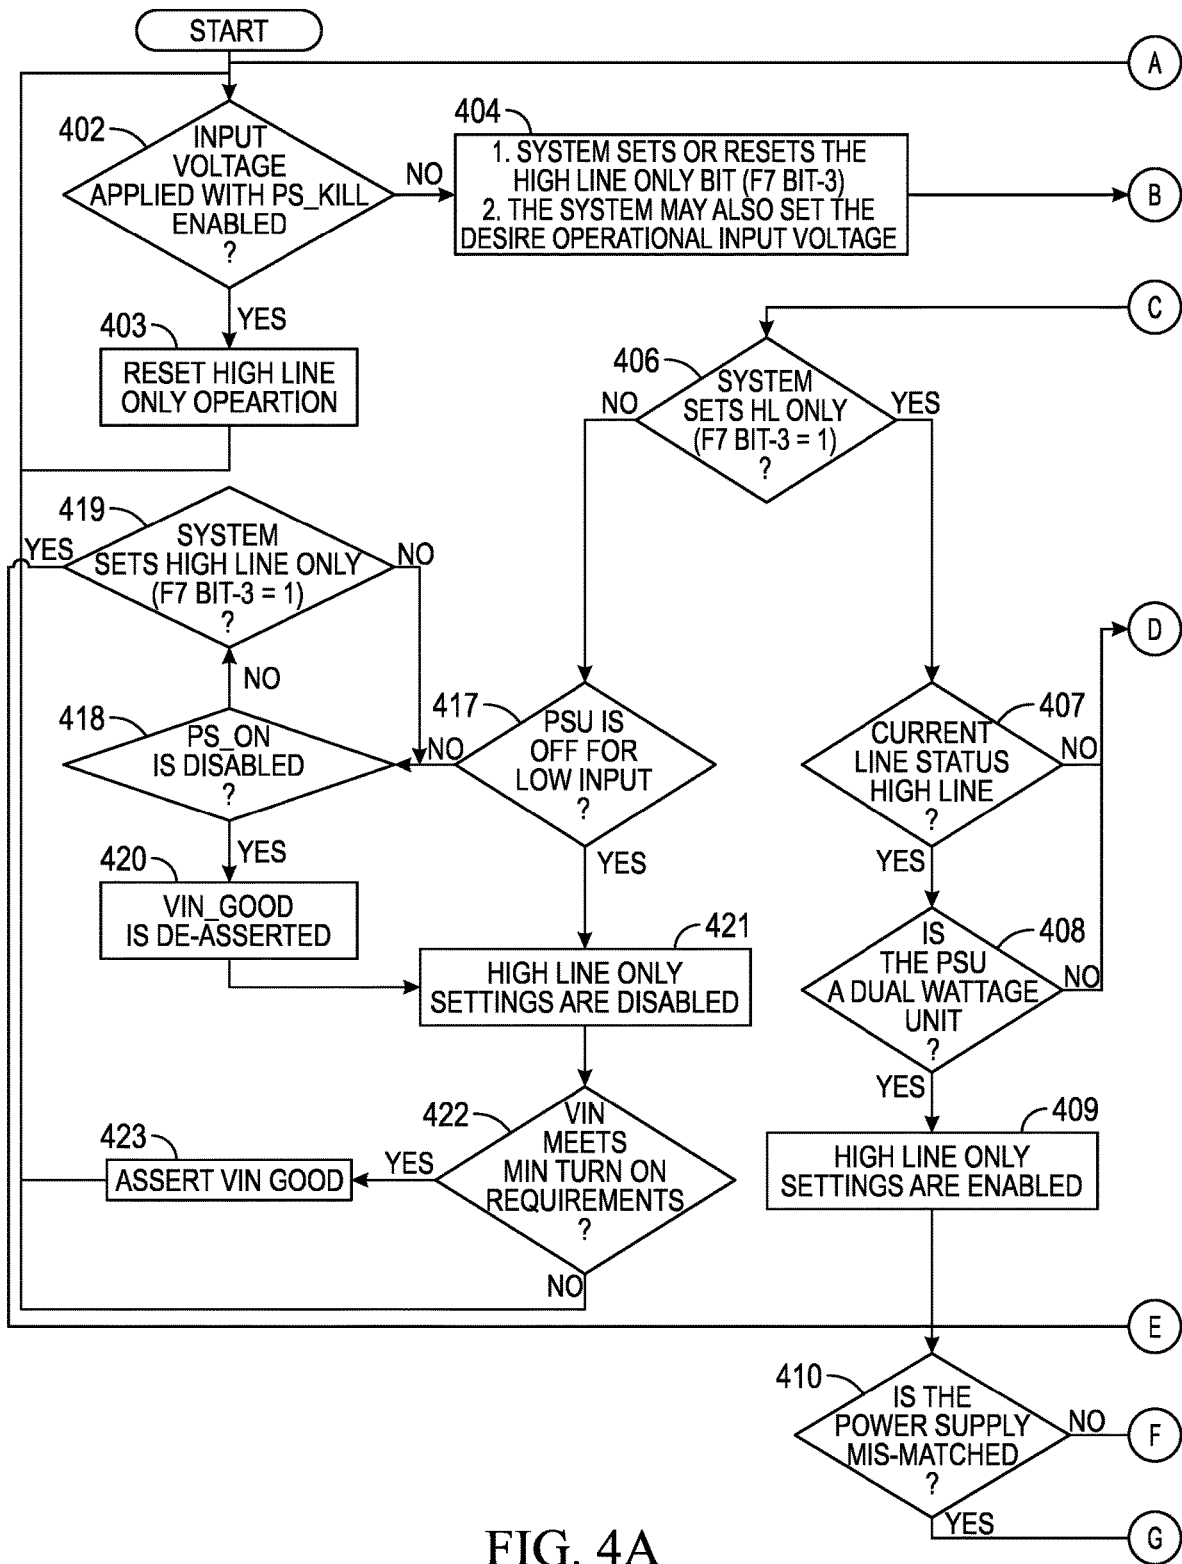 START
A
402
INPUT
VOLTAGE
APPLIED WITH PS_KILL
ENABLED
?
NO
404
1. SYSTEM SETS OR RESETS THE
HIGH LINE ONLY BIT (F7 BIT-3)
2. THE SYSTEM MAY ALSO SET THE
DESIRE OPERATIONAL INPUT VOLTAGE
B
YES
403
RESET HIGH LINE
ONLY OPEARTION
C
406
SYSTEM
SETS HL ONLY
(F7 BIT-3 = 1)
?
NO
YES
419
SYSTEM
SETS HIGH LINE ONLY
(F7 BIT-3 = 1)
?
YES
NO
D
NO
418
PS_ON
IS DISABLED
?
417
PSU IS
OFF FOR
LOW INPUT
?
NO
407
CURRENT
LINE STATUS
HIGH LINE
?
NO
YES
YES
YES
420
VIN_GOOD
IS DE-ASSERTED
421
HIGH LINE ONLY
SETTINGS ARE DISABLED
408
IS
THE PSU
A DUAL WATTAGE
UNIT
?
NO
YES
422
VIN
MEETS
MIN TURN ON
REQUIREMENTS
?
YES
423
ASSERT VIN GOOD
409
HIGH LINE ONLY
SETTINGS ARE ENABLED
NO
E
410
IS THE
POWER SUPPLY
MIS-MATCHED
?
NO
F
YES
G
FIG. 4A